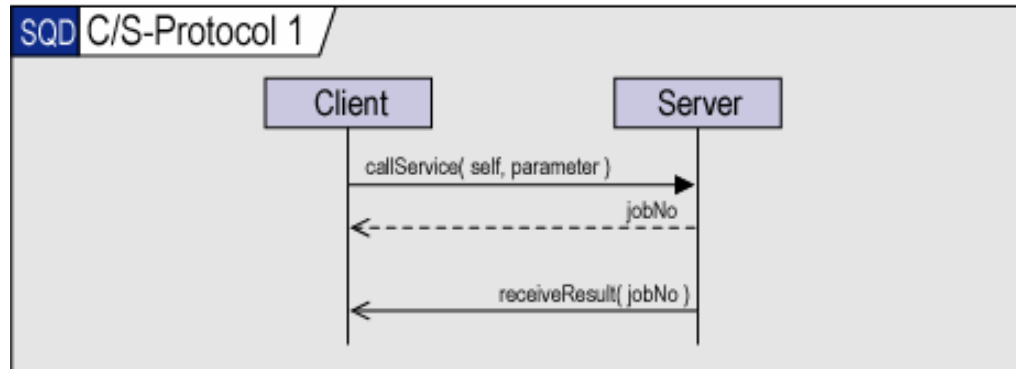 SQD C/S-Protocol 1
Client Server
callService( self, parameter )
jobNo
receiveResult( jobNo )